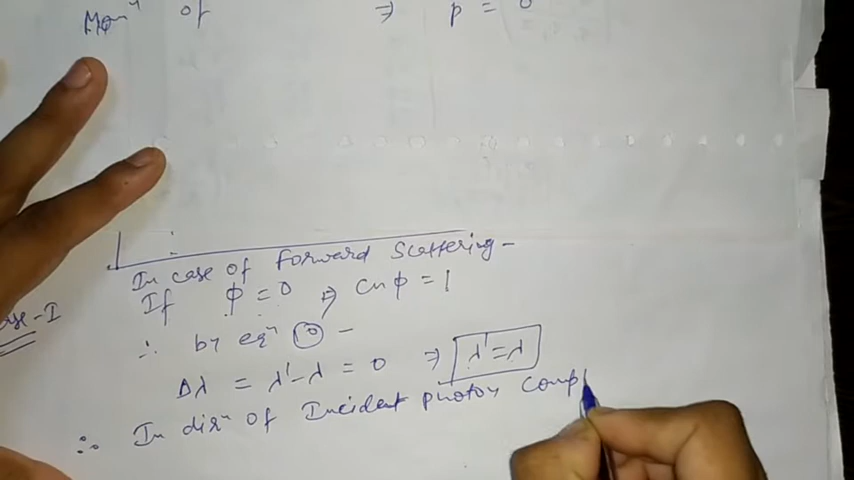 of ⇒ p = 0
In case of Forward Scattering -
Case-I
If φ = 0 ⇒ Cos φ = 1
∴ by eqⁿ 10 -
Δλ = λ' - λ = 0 ⇒ λ' = λ
∴ In dirⁿ of Incident photon Comp